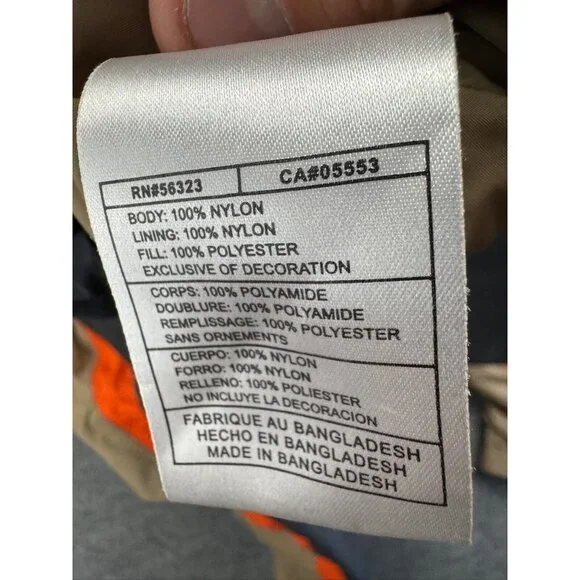 RN#56323 CA#05553
BODY: 100% NYLON
LINING: 100% NYLON
FILL: 100% POLYESTER
EXCLUSIVE OF DECORATION
CORPS: 100% POLYAMIDE
DOUBLURE: 100% POLYAMIDE
REMPLISSAGE: 100% POLYESTER
SANS ORNEMENTS
CUERPO: 100% NYLON
FORRO: 100% NYLON
RELLENO: 100% POLIESTER
NO INCLUYE LA DECORACION
FABRIQUE AU BANGLADESH
HECHO EN BANGLADESH
MADE IN BANGLADESH